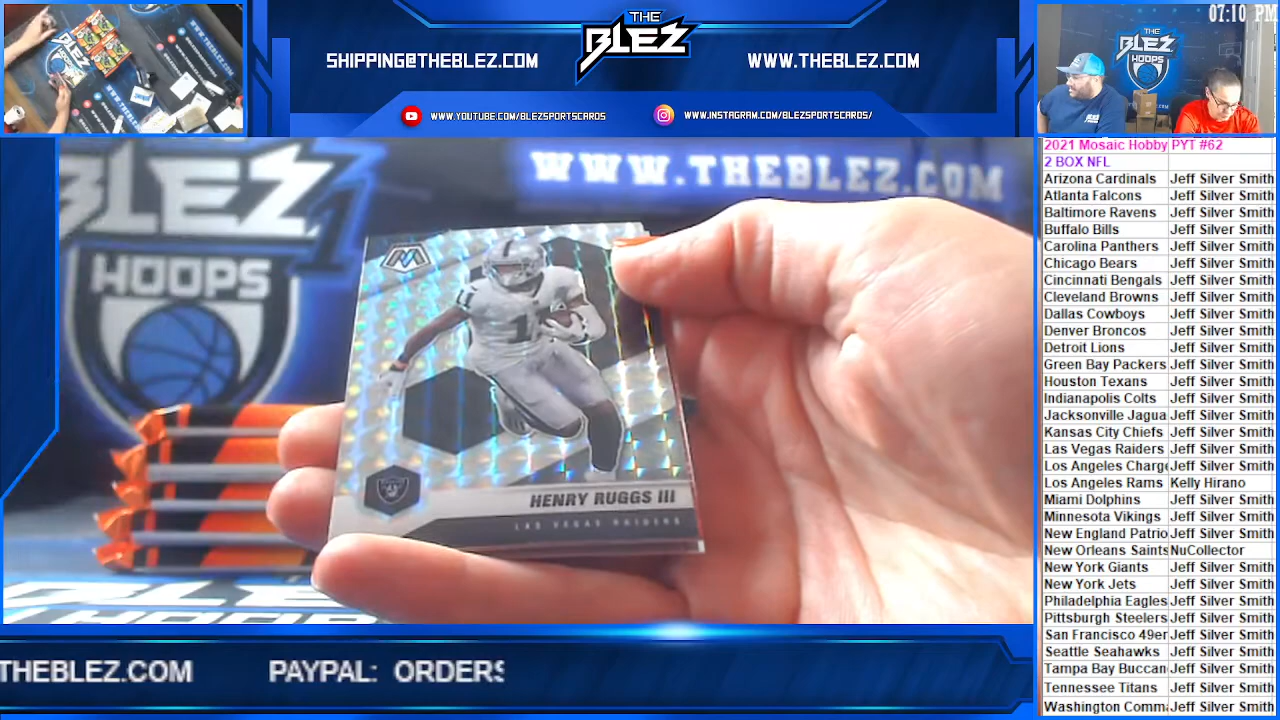 THE
BLEZ
SHIPPING@THEBLEZ.COM
WWW.THEBLEZ.COM
WWW.YOUTUBE.COM/BLEZSPORTSCARDS
WWW.INSTAGRAM.COM/BLEZSPORTSCARDS/
07:10 PM
THE
BLEZ
HOOPS
BLEZ
HOOPS
WWW.THEBLEZ.COM
M
11
HENRY RUGGS III
LAS VEGAS RAIDERS
THEBLEZ.COM PAYPAL: ORDERS
2021 Mosaic Hobby PYT #62
2 BOX NFL
Arizona Cardinals Jeff Silver Smith
Atlanta Falcons Jeff Silver Smith
Baltimore Ravens Jeff Silver Smith
Buffalo Bills Jeff Silver Smith
Carolina Panthers Jeff Silver Smith
Chicago Bears Jeff Silver Smith
Cincinnati Bengals Jeff Silver Smith
Cleveland Browns Jeff Silver Smith
Dallas Cowboys Jeff Silver Smith
Denver Broncos Jeff Silver Smith
Detroit Lions Jeff Silver Smith
Green Bay Packers Jeff Silver Smith
Houston Texans Jeff Silver Smith
Indianapolis Colts Jeff Silver Smith
Jacksonville Jagua Jeff Silver Smith
Kansas City Chiefs Jeff Silver Smith
Las Vegas Raiders Jeff Silver Smith
Los Angeles Charge Jeff Silver Smith
Los Angeles Rams Kelly Hirano
Miami Dolphins Jeff Silver Smith
Minnesota Vikings Jeff Silver Smith
New England Patrio Jeff Silver Smith
New Orleans Saints NuCollector
New York Giants Jeff Silver Smith
New York Jets Jeff Silver Smith
Philadelphia Eagles Jeff Silver Smith
Pittsburgh Steelers Jeff Silver Smith
San Francisco 49er Jeff Silver Smith
Seattle Seahawks Jeff Silver Smith
Tampa Bay Buccan Jeff Silver Smith
Tennessee Titans Jeff Silver Smith
Washington Comma Jeff Silver Smith